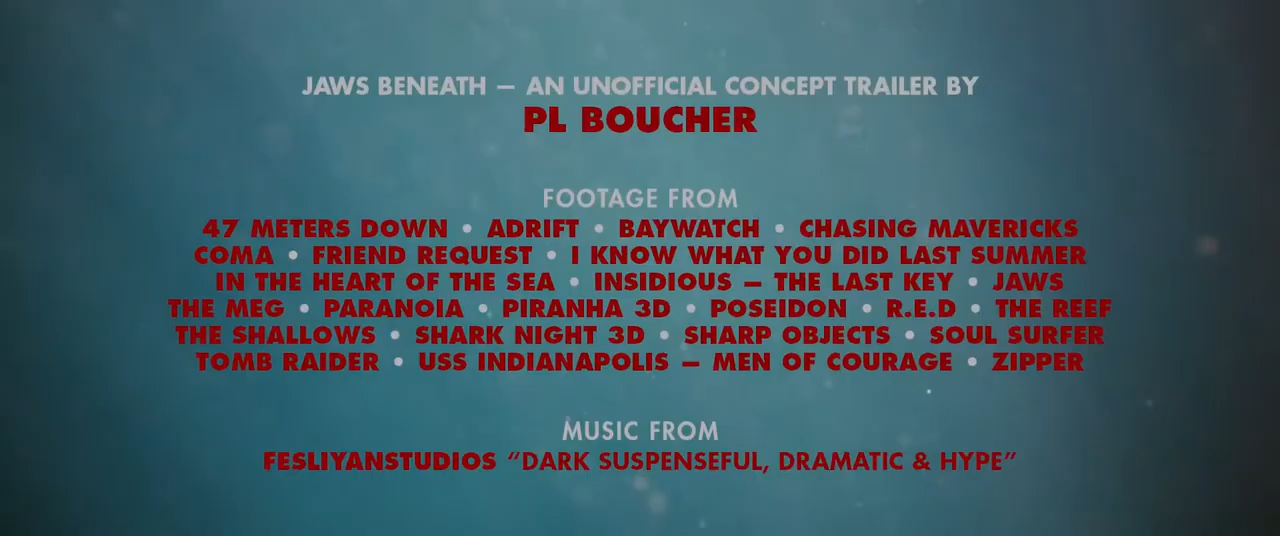 JAWS BENEATH – AN UNOFFICIAL CONCEPT TRAILER BY
PL BOUCHER
FOOTAGE FROM
47 METERS DOWN • ADRIFT • BAYWATCH • CHASING MAVERICKS
COMA • FRIEND REQUEST • I KNOW WHAT YOU DID LAST SUMMER
IN THE HEART OF THE SEA • INSIDIOUS – THE LAST KEY • JAWS
THE MEG • PARANOIA • PIRANHA 3D • POSEIDON • R.E.D • THE REEF
THE SHALLOWS • SHARK NIGHT 3D • SHARP OBJECTS • SOUL SURFER
TOMB RAIDER • USS INDIANAPOLIS – MEN OF COURAGE • ZIPPER
MUSIC FROM
FESLIYANSTUDIOS “DARK SUSPENSEFUL, DRAMATIC & HYPE”